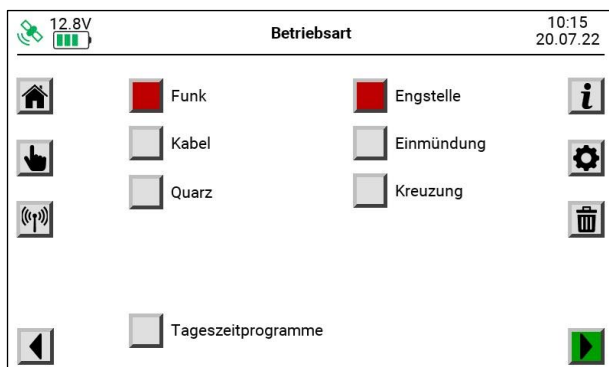 12.8V
Betriebsart
10:15
20.07.22
Funk
Engstelle
Kabel
Einmündung
Quarz
Kreuzung
Tageszeitprogramme